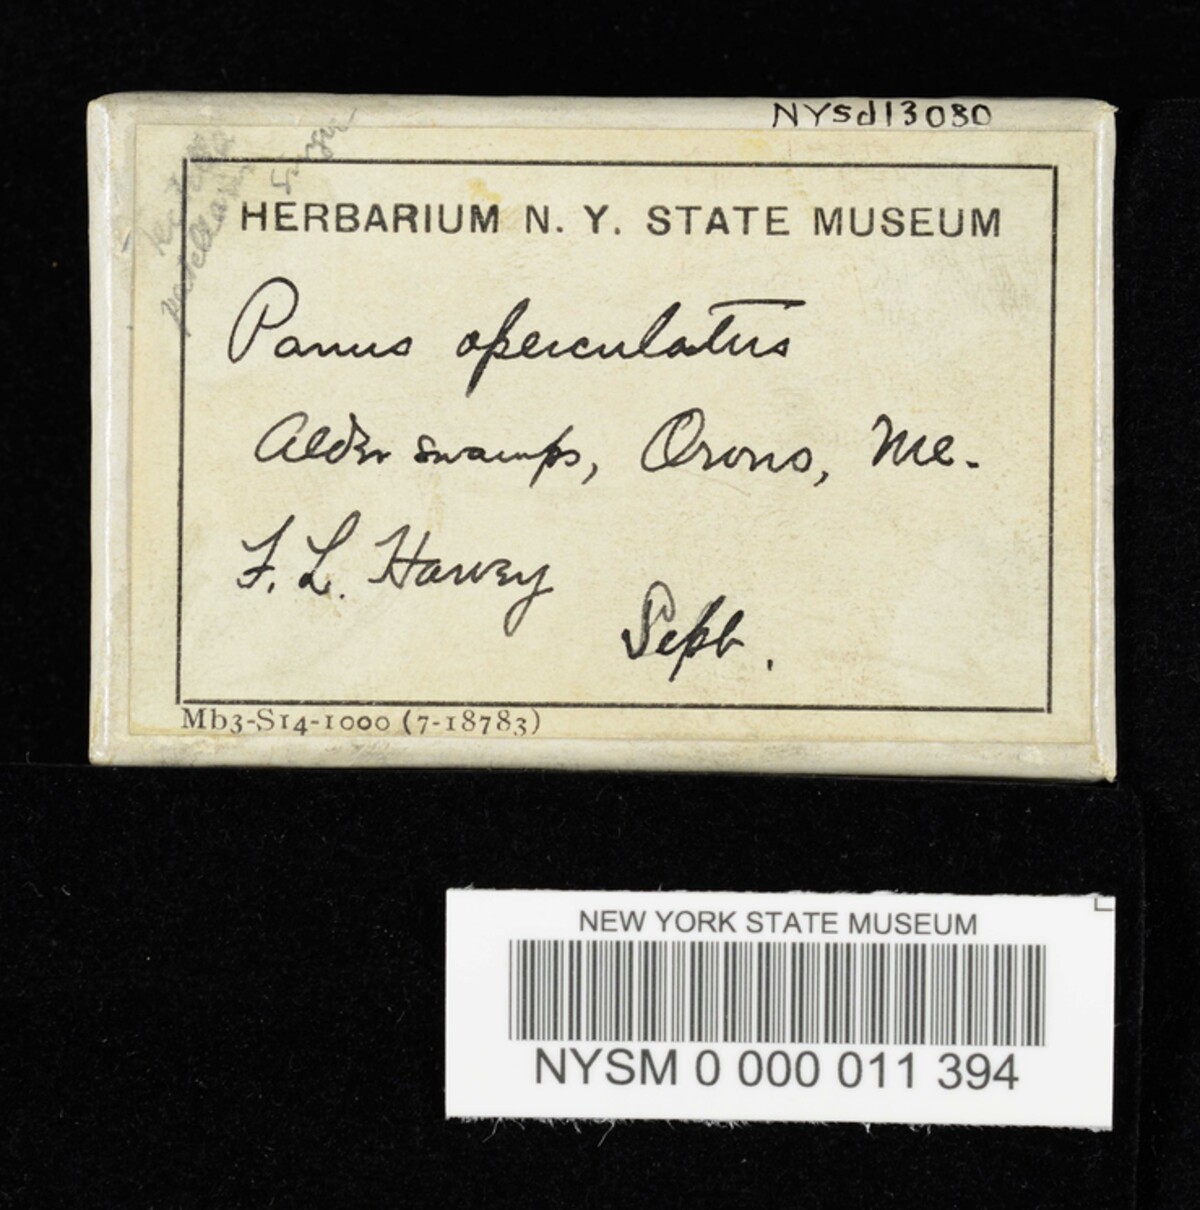 NYSd13080
HERBARIUM N. Y. STATE MUSEUM
Panus operculatus
Alder swamps, Orono, Me.
F. L. Harvey
Sept.
Mb3-S14-1000 (7-18783)
NEW YORK STATE MUSEUM
NYSM 0 000 011 394